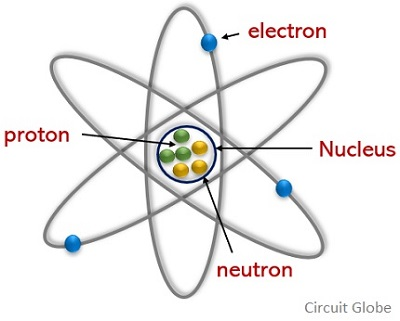 electron
proton
Nucleus
neutron
Circuit Globe